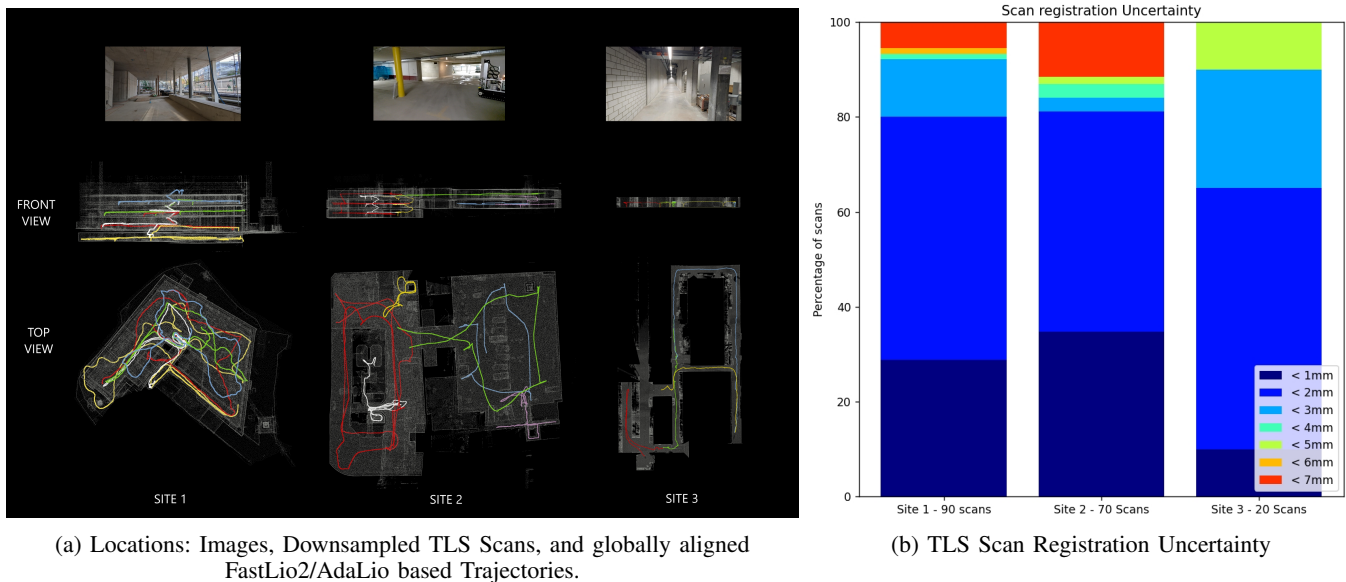 FRONT
VIEW
TOP
VIEW
SITE 1
SITE 2
SITE 3
(a) Locations: Images, Downsampled TLS Scans, and globally aligned
FastLio2/AdaLio based Trajectories.
Scan registration Uncertainty
Percentage of scans
100
80
60
40
20
0
< 1mm
< 2mm
< 3mm
< 4mm
< 5mm
< 6mm
< 7mm
Site 1 - 90 scans
Site 2 - 70 Scans
Site 3 - 20 Scans
(b) TLS Scan Registration Uncertainty